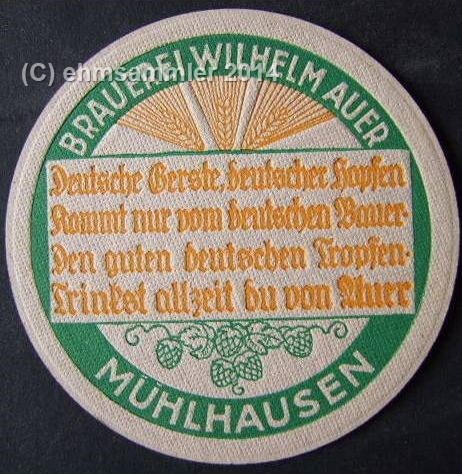 (C) ehmsammler 2014
BRAUEREI WILHELM AUER
Deutsche Gerste, deutscher Hopfen
Kommt nur vom deutschen Bauer-
Den guten deutschen Tropfen-
Trinkst allzeit du von Auer
MÜHLHAUSEN